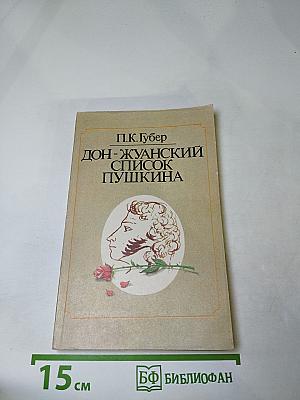 П.К.Губер
ДОН-ЖУАНСКИЙ
СПИСОК
ПУШКИНА
15 см
БФ БИБЛИОФАН